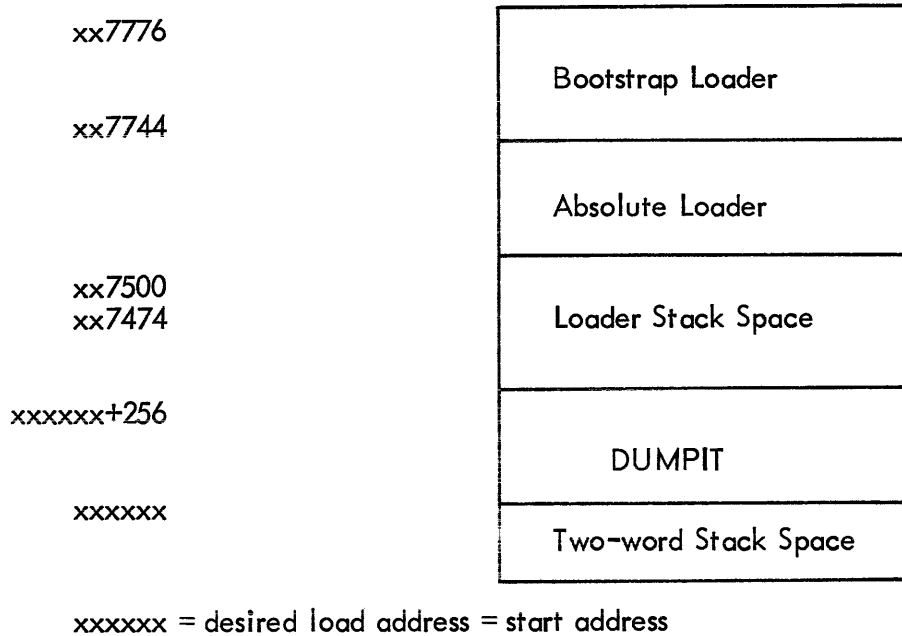 xx7776
Bootstrap Loader
xx7744
Absolute Loader
xx7500
xx7474
Loader Stack Space
xxxxxx+256
DUMPIT
xxxxxx
Two-word Stack Space
xxxxxx = desired load address = start address